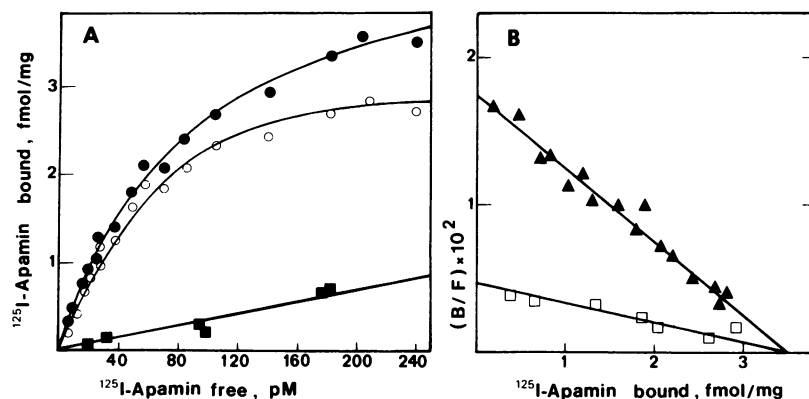 A
¹²⁵I-Apamin bound, fmol/mg
3
2
1
40
80
120
160
200
240
¹²⁵I-Apamin free, pM
B
(B/F)×10²
2
1
1
2
3
¹²⁵I-Apamin bound, fmol/mg